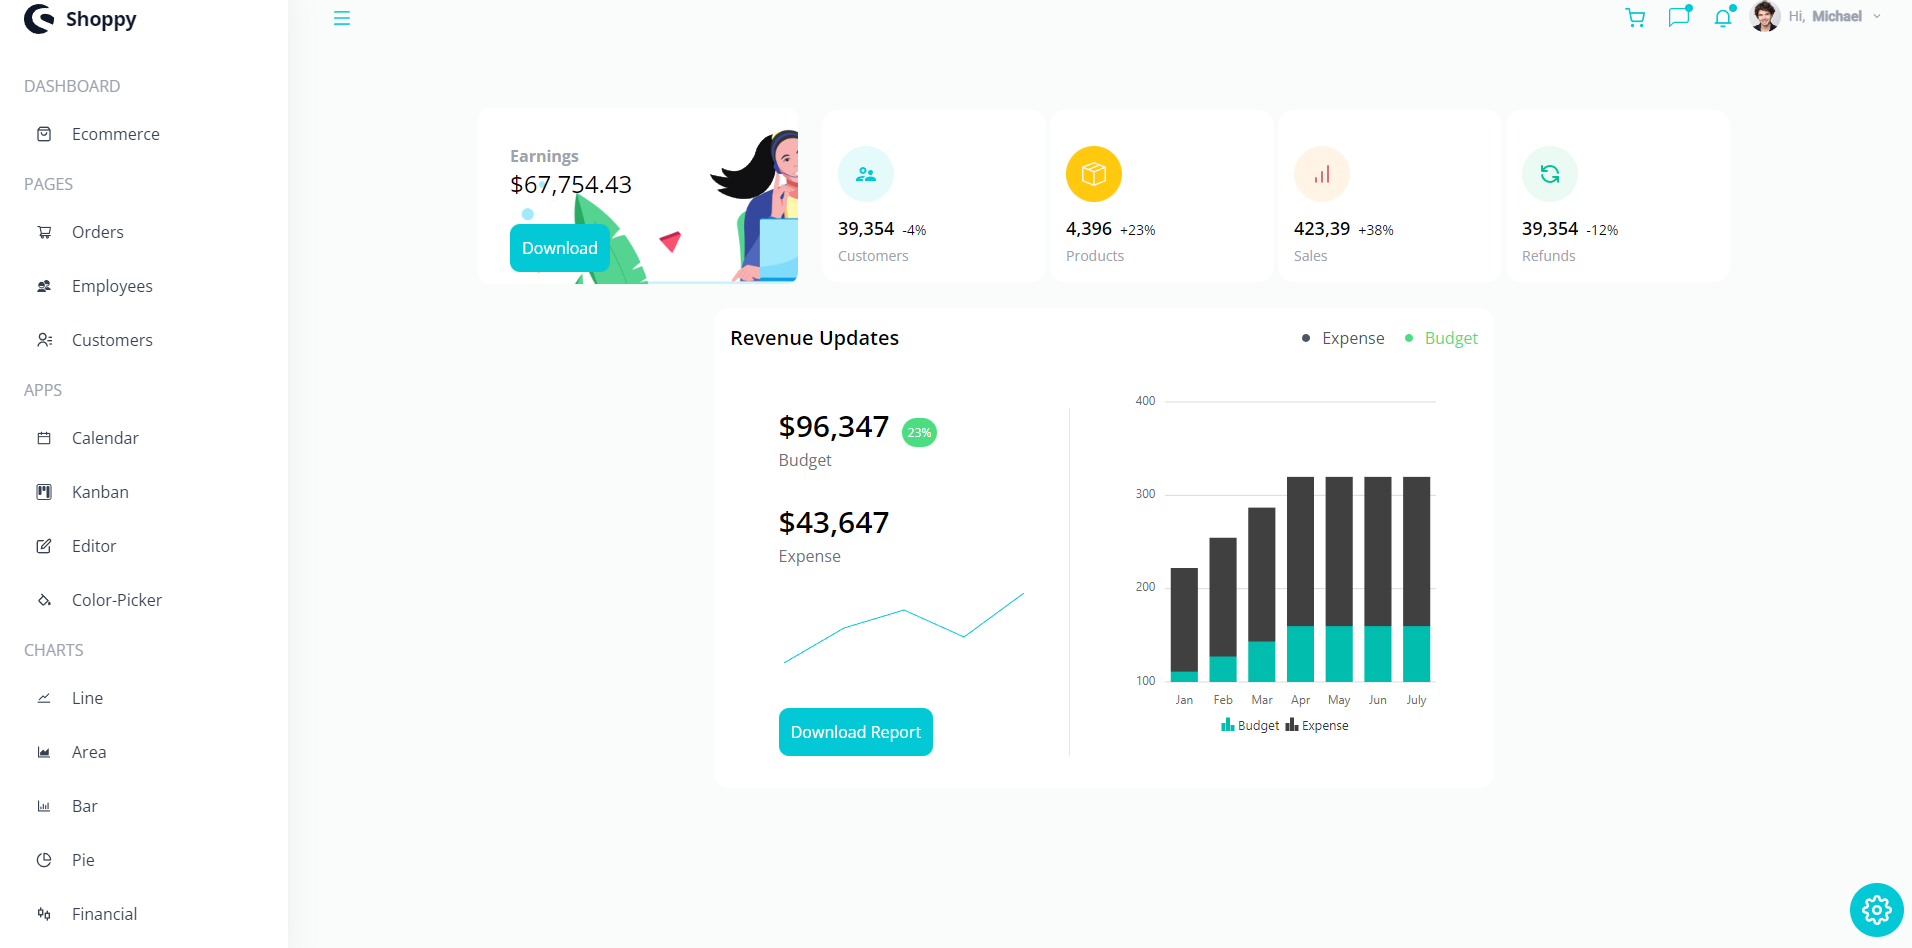 Shoppy
Hi, Michael
DASHBOARD
Ecommerce
PAGES
Orders
Employees
Customers
APPS
Calendar
Kanban
Editor
Color-Picker
CHARTS
Line
Area
Bar
Pie
Financial
Earnings
$67,754.43
Download
39,354 -4%
Customers
4,396 +23%
Products
423,39 +38%
Sales
39,354 -12%
Refunds
Revenue Updates
Expense
Budget
$96,347 23%
Budget
$43,647
Expense
Download Report
400
300
200
100
Jan Feb Mar Apr May Jun July
Budget Expense